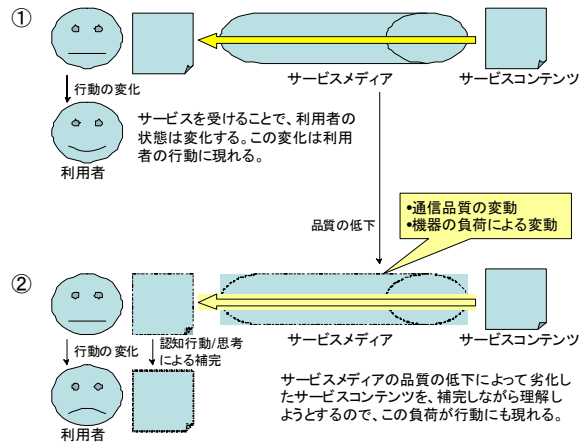 ①
サービスメディア
サービスコンテンツ
行動の変化
サービスを受けることで、利用者の
状態は変化する。この変化は利用
者の行動に現れる。
利用者
品質の低下
•通信品質の変動
•機器の負荷による変動
②
サービスメディア
サービスコンテンツ
行動の変化
認知行動/思考
による補完
サービスメディアの品質の低下によって劣化し
たサービスコンテンツを、補完しながら理解し
ようとするので、この負荷が行動にも現れる。
利用者